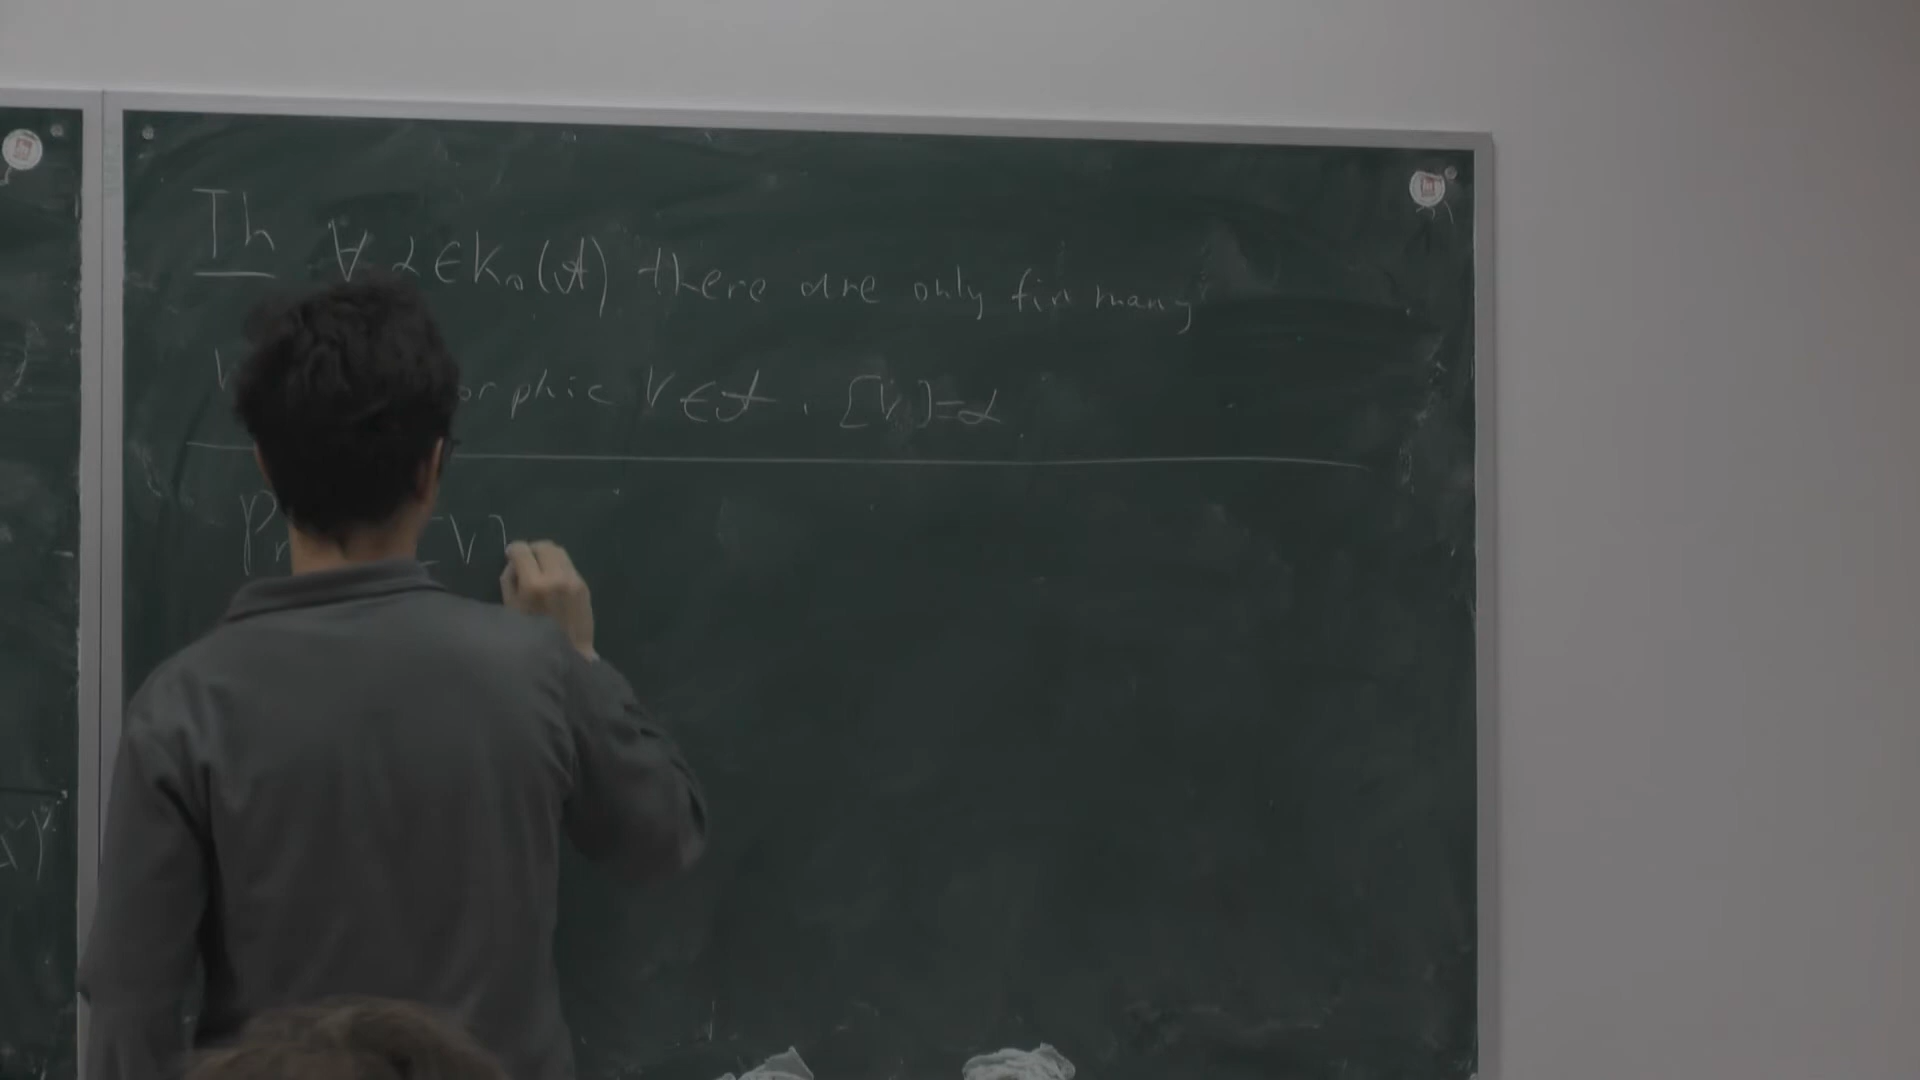 Th ∀ α ∈ K₀(𝒜) there are only fin many
orphic V ∈ 𝒜 , [V] = α
Pr [V]